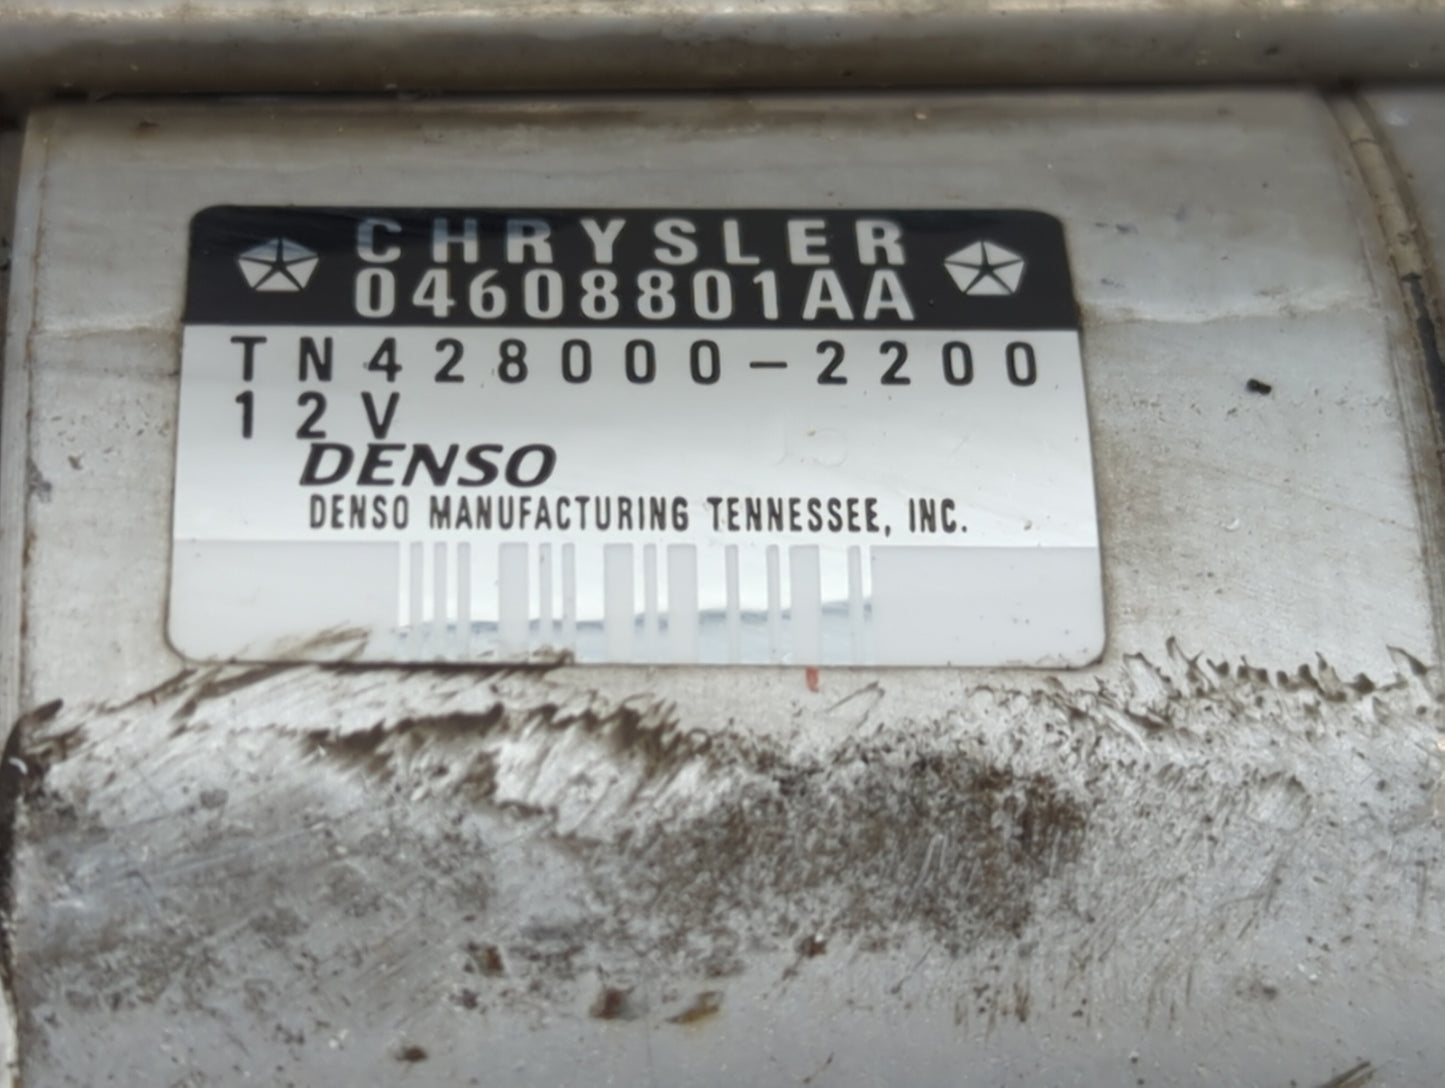 CHRYSLER
04608801AA
TN428000-2200
12V
DENSO
DENSO MANUFACTURING TENNESSEE, INC.